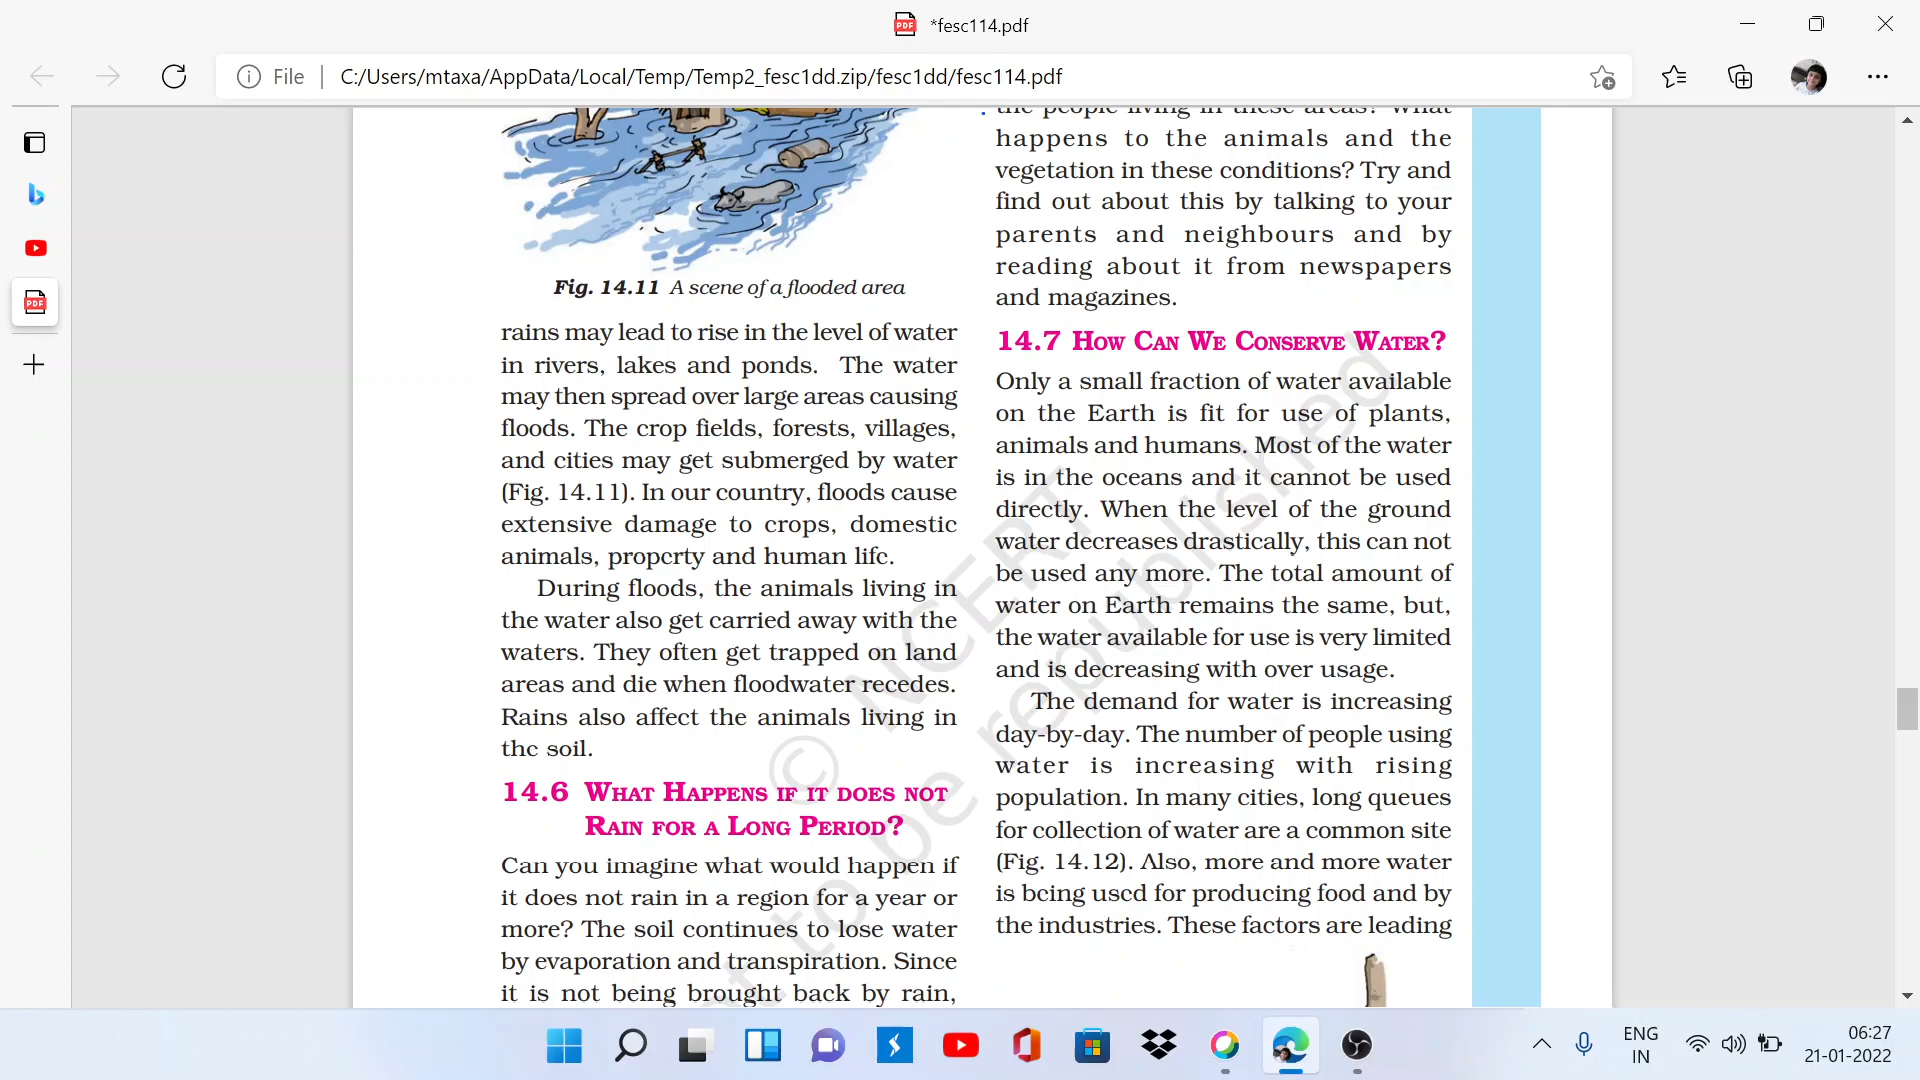 *fesc114.pdf
File
C:/Users/mtaxa/AppData/Local/Temp/Temp2_fesc1dd.zip/fesc1dd/fesc114.pdf
Fig. 14.11 A scene of a flooded area
rains may lead to rise in the level of water
in rivers, lakes and ponds. The water
may then spread over large areas causing
floods. The crop fields, forests, villages,
and cities may get submerged by water
(Fig. 14.11). In our country, floods cause
extensive damage to crops, domestic
animals, property and human life.
During floods, the animals living in
the water also get carried away with the
waters. They often get trapped on land
areas and die when floodwater recedes.
Rains also affect the animals living in
the soil.
14.6 WHAT HAPPENS IF IT DOES NOT
RAIN FOR A LONG PERIOD?
Can you imagine what would happen if
it does not rain in a region for a year or
more? The soil continues to lose water
by evaporation and transpiration. Since
it is not being brought back by rain,
the people living in these areas? What
happens to the animals and the
vegetation in these conditions? Try and
find out about this by talking to your
parents and neighbours and by
reading about it from newspapers
and magazines.
14.7 HOW CAN WE CONSERVE WATER?
Only a small fraction of water available
on the Earth is fit for use of plants,
animals and humans. Most of the water
is in the oceans and it cannot be used
directly. When the level of the ground
water decreases drastically, this can not
be used any more. The total amount of
water on Earth remains the same, but,
the water available for use is very limited
and is decreasing with over usage.
The demand for water is increasing
day-by-day. The number of people using
water is increasing with rising
population. In many cities, long queues
for collection of water are a common site
(Fig. 14.12). Also, more and more water
is being used for producing food and by
the industries. These factors are leading
© NCERT
to be republished
ENG
IN
06:27
21-01-2022